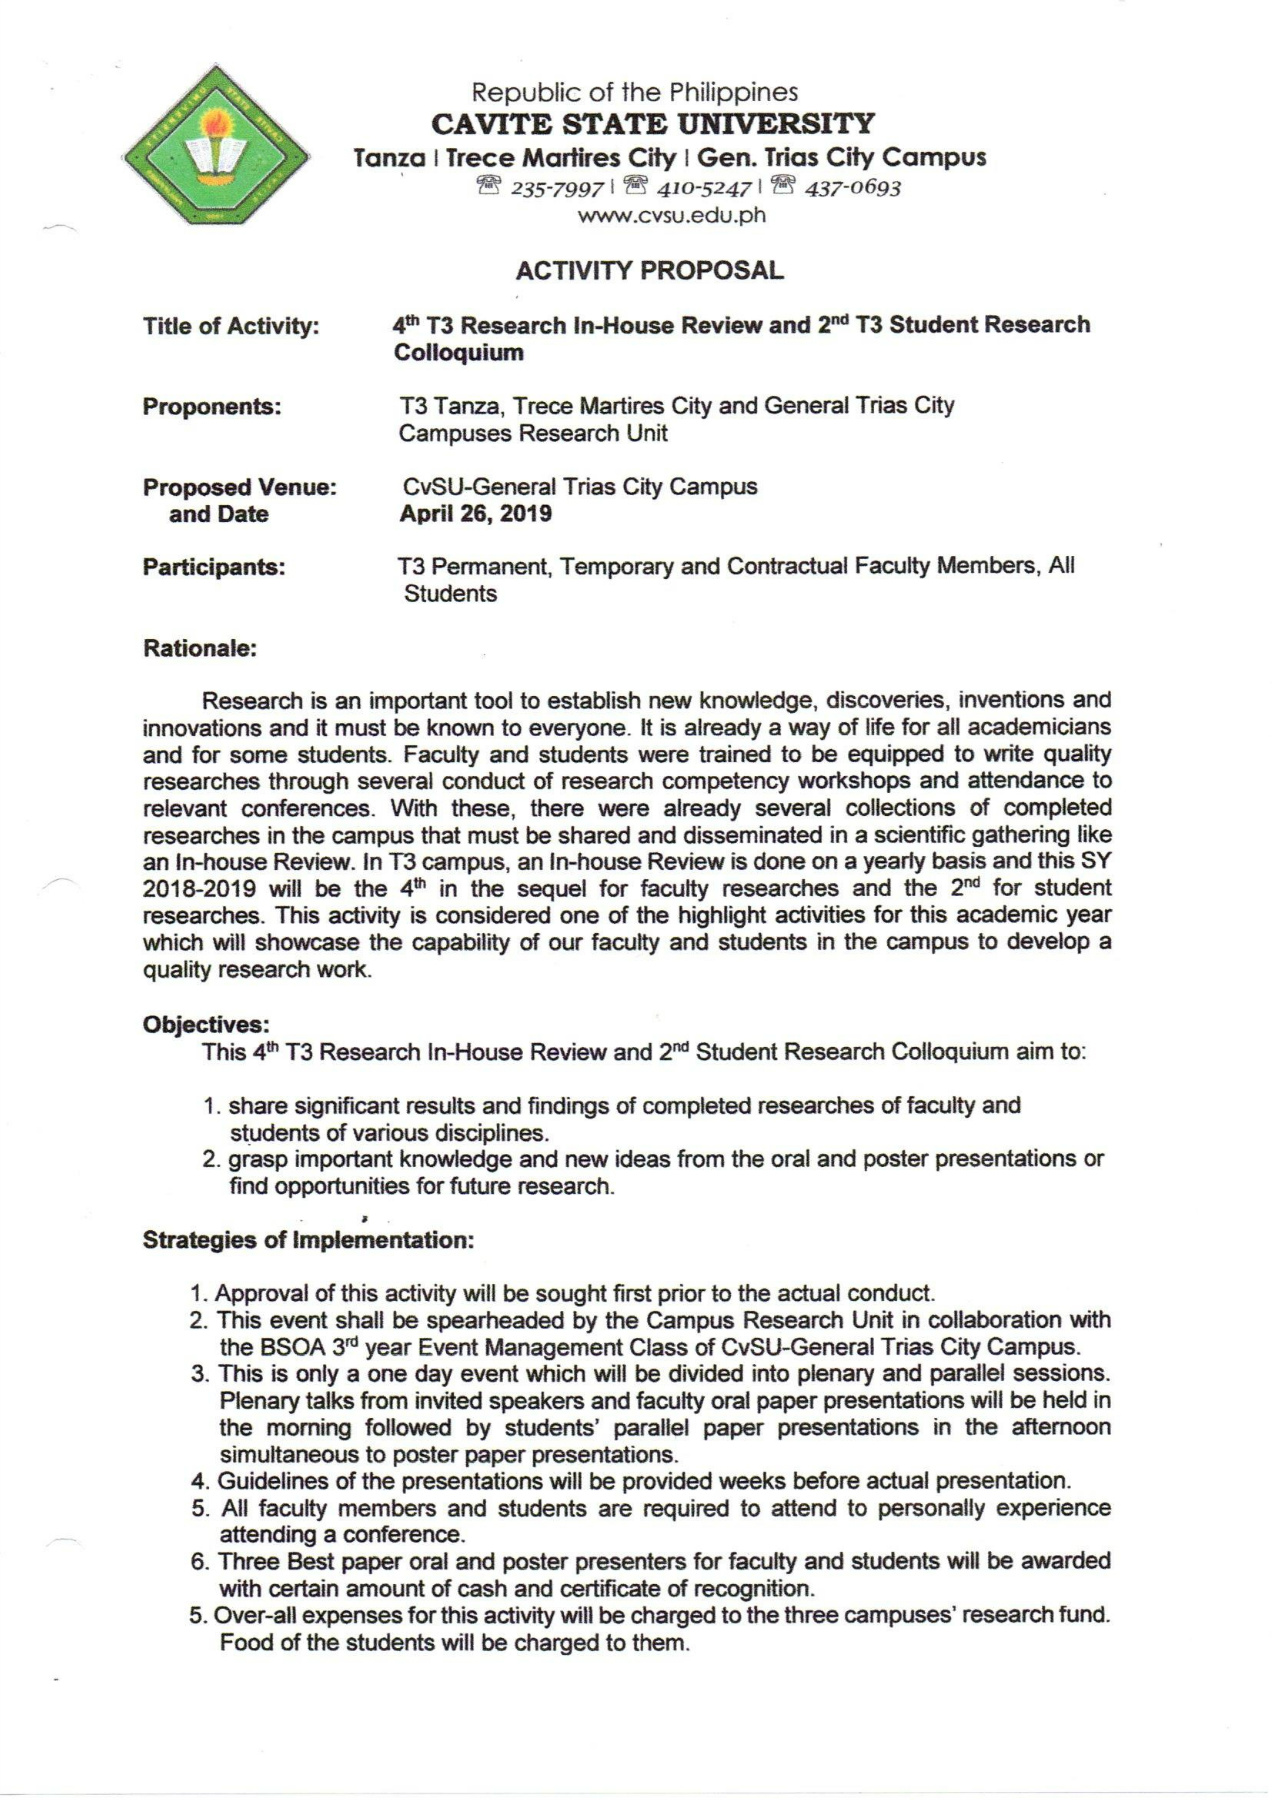 Republic of the Philippines
CAVITE STATE UNIVERSITY
Tanza | Trece Martires City | Gen. Trias City Campus
☏ 235-7997 | ☏ 410-5247 | ☏ 437-0693
www.cvsu.edu.ph
ACTIVITY PROPOSAL
Title of Activity: 4th T3 Research In-House Review and 2nd T3 Student Research
Colloquium
Proponents: T3 Tanza, Trece Martires City and General Trias City
Campuses Research Unit
Proposed Venue: CvSU-General Trias City Campus
and Date April 26, 2019
Participants: T3 Permanent, Temporary and Contractual Faculty Members, All
Students
Rationale:
Research is an important tool to establish new knowledge, discoveries, inventions and
innovations and it must be known to everyone. It is already a way of life for all academicians
and for some students. Faculty and students were trained to be equipped to write quality
researches through several conduct of research competency workshops and attendance to
relevant conferences. With these, there were already several collections of completed
researches in the campus that must be shared and disseminated in a scientific gathering like
an In-house Review. In T3 campus, an In-house Review is done on a yearly basis and this SY
2018-2019 will be the 4th in the sequel for faculty researches and the 2nd for student
researches. This activity is considered one of the highlight activities for this academic year
which will showcase the capability of our faculty and students in the campus to develop a
quality research work.
Objectives:
This 4th T3 Research In-House Review and 2nd Student Research Colloquium aim to:
1. share significant results and findings of completed researches of faculty and
students of various disciplines.
2. grasp important knowledge and new ideas from the oral and poster presentations or
find opportunities for future research.
Strategies of Implementation:
1. Approval of this activity will be sought first prior to the actual conduct.
2. This event shall be spearheaded by the Campus Research Unit in collaboration with
the BSOA 3rd year Event Management Class of CvSU-General Trias City Campus.
3. This is only a one day event which will be divided into plenary and parallel sessions.
Plenary talks from invited speakers and faculty oral paper presentations will be held in
the morning followed by students' parallel paper presentations in the afternoon
simultaneous to poster paper presentations.
4. Guidelines of the presentations will be provided weeks before actual presentation.
5. All faculty members and students are required to attend to personally experience
attending a conference.
6. Three Best paper oral and poster presenters for faculty and students will be awarded
with certain amount of cash and certificate of recognition.
5. Over-all expenses for this activity will be charged to the three campuses' research fund.
Food of the students will be charged to them.